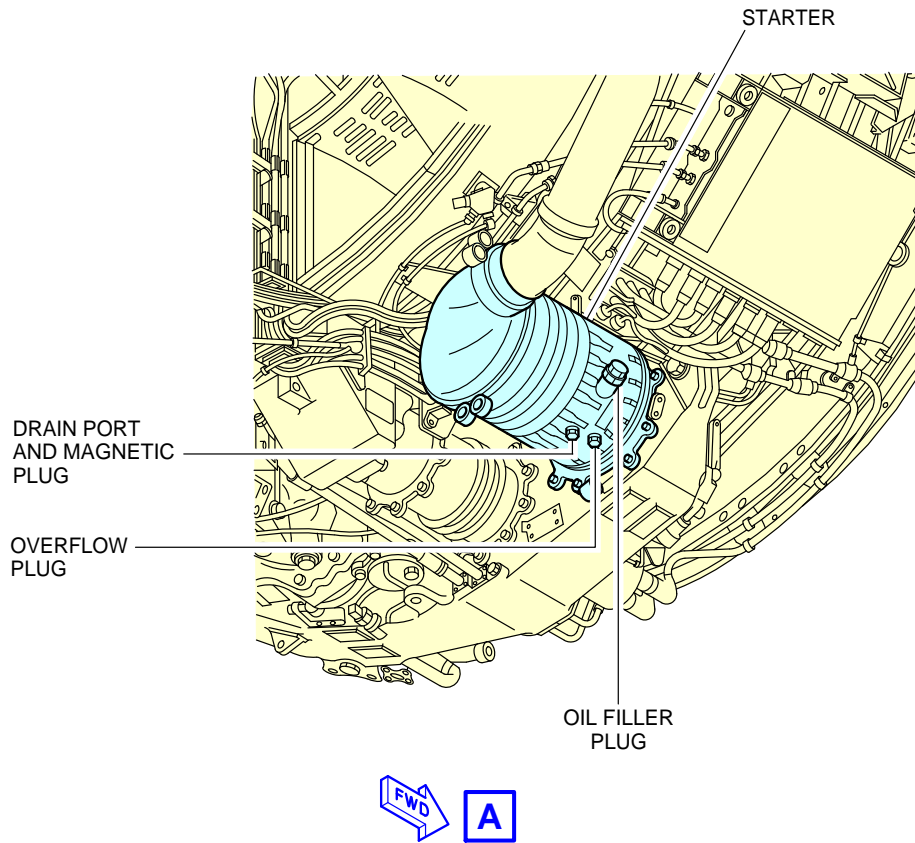 STARTER
DRAIN PORT
AND MAGNETIC
PLUG
OVERFLOW
PLUG
OIL FILLER
PLUG
FWD
A